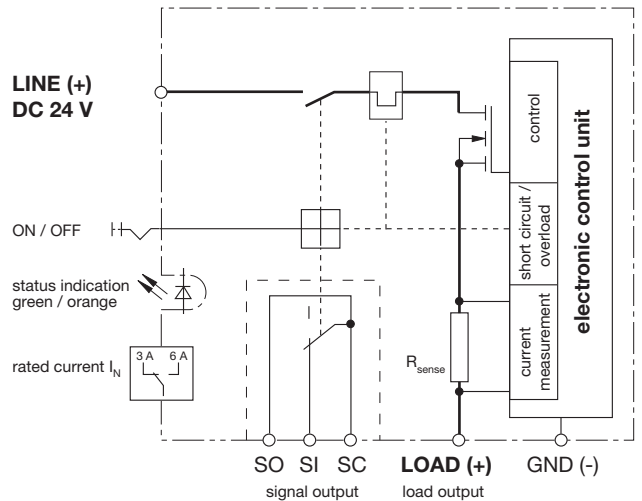 LINE (+)
DC 24 V
ON / OFF
status indication
green / orange
rated current I_N
3 A 6 A
control
short circuit /
overload
current
measurement
electronic control unit
R_sense
SO SI SC
signal output
LOAD (+)
load output
GND (-)